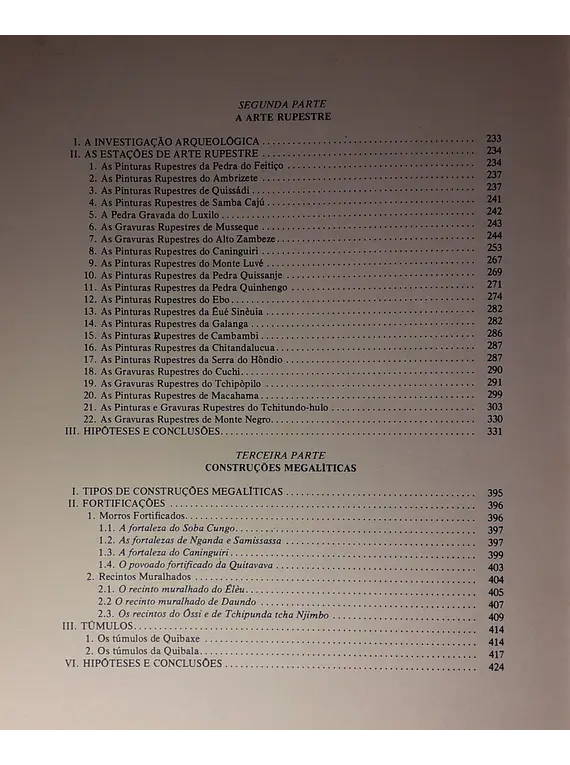 SEGUNDA PARTE
A ARTE RUPESTRE
I. A INVESTIGAÇÃO ARQUEOLÓGICA 233
II. AS ESTAÇÕES DE ARTE RUPESTRE 234
1. As Pinturas Rupestres da Pedra do Feitiço 234
2. As Pinturas Rupestres do Ambrizete 237
3. As Pinturas Rupestres de Quissádi 237
4. As Pinturas Rupestres de Samba Cajú 241
5. A Pedra Gravada do Luxilo 242
6. As Gravuras Rupestres de Musseque 243
7. As Gravuras Rupestres do Alto Zambeze 244
8. As Pinturas Rupestres do Caninguiri 253
9. As Pinturas Rupestres do Monte Luvé 267
10. As Pinturas Rupestres da Pedra Quissanje 269
11. As Pinturas Rupestres da Pedra Quinhengo 271
12. As Pinturas Rupestres do Ebo 274
13. As Pinturas Rupestres da Éué Sinèuia 282
14. As Pinturas Rupestres da Galanga 282
15. As Pinturas Rupestres de Cambambi 286
16. As Pinturas Rupestres da Chitandalucua 287
17. As Pinturas Rupestres da Serra do Hôndio 287
18. As Gravuras Rupestres do Cuchi 290
19. As Gravuras Rupestres do Tchipòpilo 291
20. As Pinturas Rupestres de Macahama 299
21. As Pinturas e Gravuras Rupestres do Tchitundo-hulo 303
22. As Gravuras Rupestres de Monte Negro 330
III. HIPÓTESES E CONCLUSÕES 331
TERCEIRA PARTE
CONSTRUÇÕES MEGALÍTICAS
I. TIPOS DE CONSTRUÇÕES MEGALÍTICAS 395
II. FORTIFICAÇÕES 396
1. Morros Fortificados 396
1.1. A fortaleza do Soba Cungo 397
1.2. As fortalezas de Nganda e Samissassa 397
1.3. A fortaleza do Caninguiri 399
1.4. O povoado fortificado da Quitavava 403
2. Recintos Muralhados 404
2.1. O recinto muralhado do Élèu 405
2.2 O recinto muralhado de Daundo 407
2.3. Os recintos do Óssi e de Tchipunda tcha Njimbo 409
III. TÚMULOS 414
1. Os túmulos de Quibaxe 414
2. Os túmulos da Quibala 417
VI. HIPÓTESES E CONCLUSÕES 424